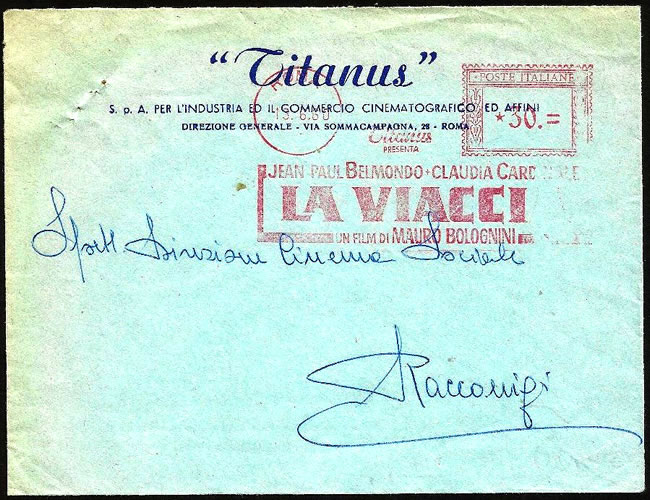 "Titanus"
S. p A. PER L'INDUSTRIA ED IL COMMERCIO CINEMATOGRAFICO ED AFFINI
DIREZIONE GENERALE - VIA SOMMACAMPAGNA, 28 - ROMA
POSTE ITALIANE
★30.=
Titanus
PRESENTA
JEAN PAUL BELMONDO + CLAUDIA CARD
LA VIACCI
UN FILM DI MAURO BOLOGNINI
Spett Direzione Cinema Sociale
Racconigi